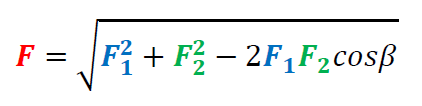 F = √(F₁² + F₂² − 2F₁F₂cosβ)